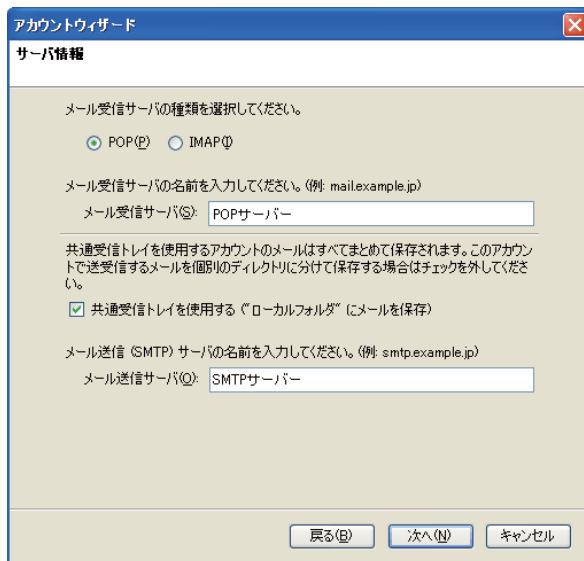 アカウントウィザード
サーバ情報
メール受信サーバの種類を選択してください。
POP(P) IMAP(I)
メール受信サーバの名前を入力してください。(例: mail.example.jp)
メール受信サーバ(S): POPサーバー
共通受信トレイを使用するアカウントのメールはすべてまとめて保存されます。このアカウン
トで送受信するメールを個別のディレクトリに分けて保存する場合はチェックを外してくださ
い。
共通受信トレイを使用する ("ローカルフォルダ" にメールを保存)
メール送信 (SMTP) サーバの名前を入力してください。(例: smtp.example.jp)
メール送信サーバ(O): SMTPサーバー
戻る(B) 次へ(N) キャンセル